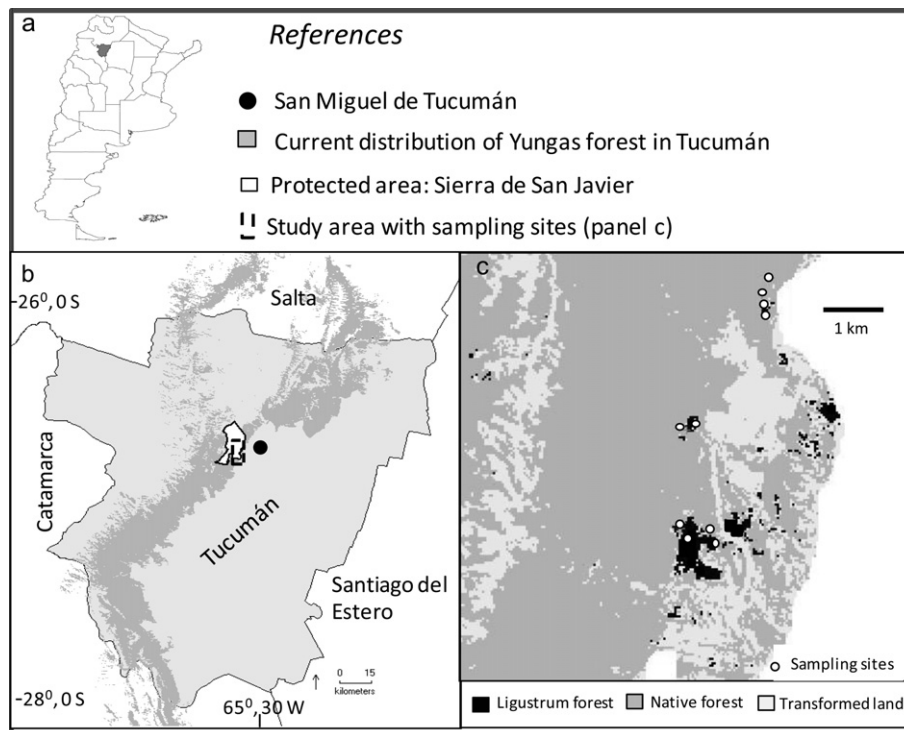 a
References
San Miguel de Tucumán
Current distribution of Yungas forest in Tucumán
Protected area: Sierra de San Javier
Study area with sampling sites (panel c)
b
-26⁰, 0 S
Salta
Catamarca
Tucumán
Santiago del
Estero
0 15
kilometers
-28⁰, 0 S
65⁰, 30 W
c
1 km
Sampling sites
Ligustrum forest
Native forest
Transformed land